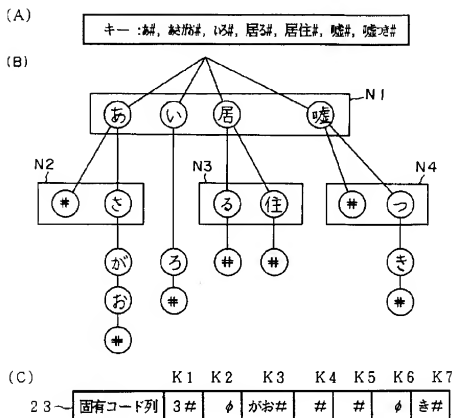 (A)
キー :あ#, あさがお#, いろ#, 居る#, 居住#, 嘘#, 嘘つき#
(B)
N1
あ い 居 嘘
N2 N3 N4
# さ る 住 # つ
が ろ # # き
お # #
#
(C) K1 K2 K3 K4 K5 K6 K7
23 固有コード列 3# φ がお# # # φ き#